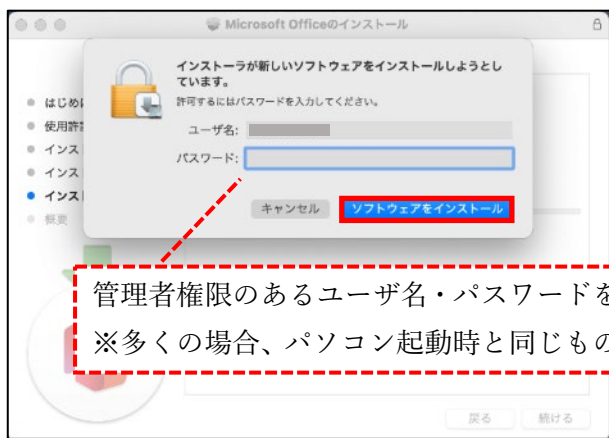 Microsoft Officeのインストール
インストーラが新しいソフトウェアをインストールしようとし
ています。
許可するにはパスワードを入力してください。
はじめに
使用許
ユーザ名:
インス
パスワード:
インス
インス
キャンセル
ソフトウェアをインストール
概要
管理者権限のあるユーザ名・パスワードを
※多くの場合、パソコン起動時と同じもの
戻る
続ける